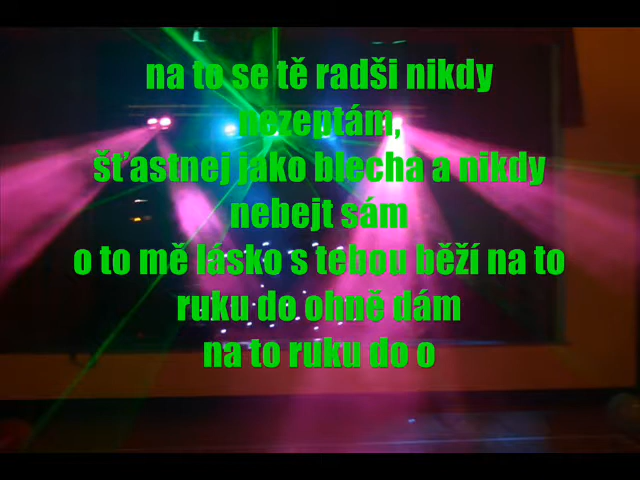 na to se tě radši nikdy
nezeptám,
šťastnej jako blecha a nikdy
nebejt sám
o to mě lásko s tebou běží na to
ruku do ohně dám
na to ruku do o